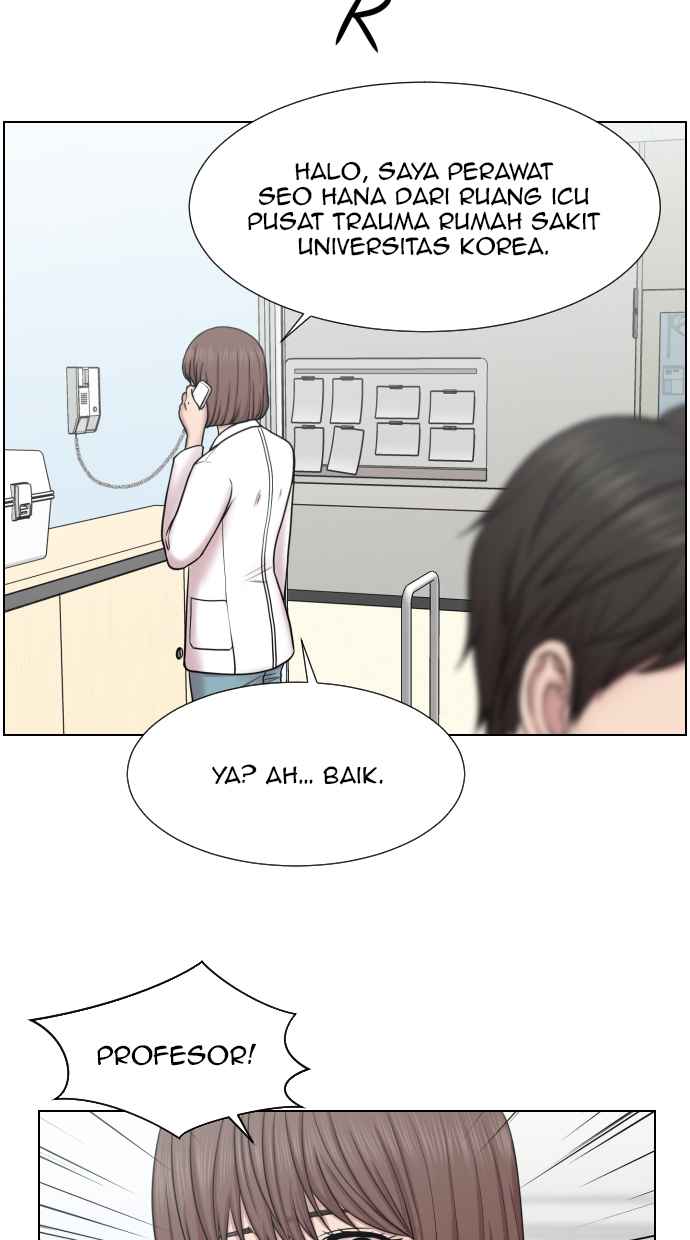 R
HALO, SAYA PERAWAT
SEO HANA DARI RUANG ICU
PUSAT TRAUMA RUMAH SAKIT
UNIVERSITAS KOREA.
YA? AH... BAIK.
PROFESOR!